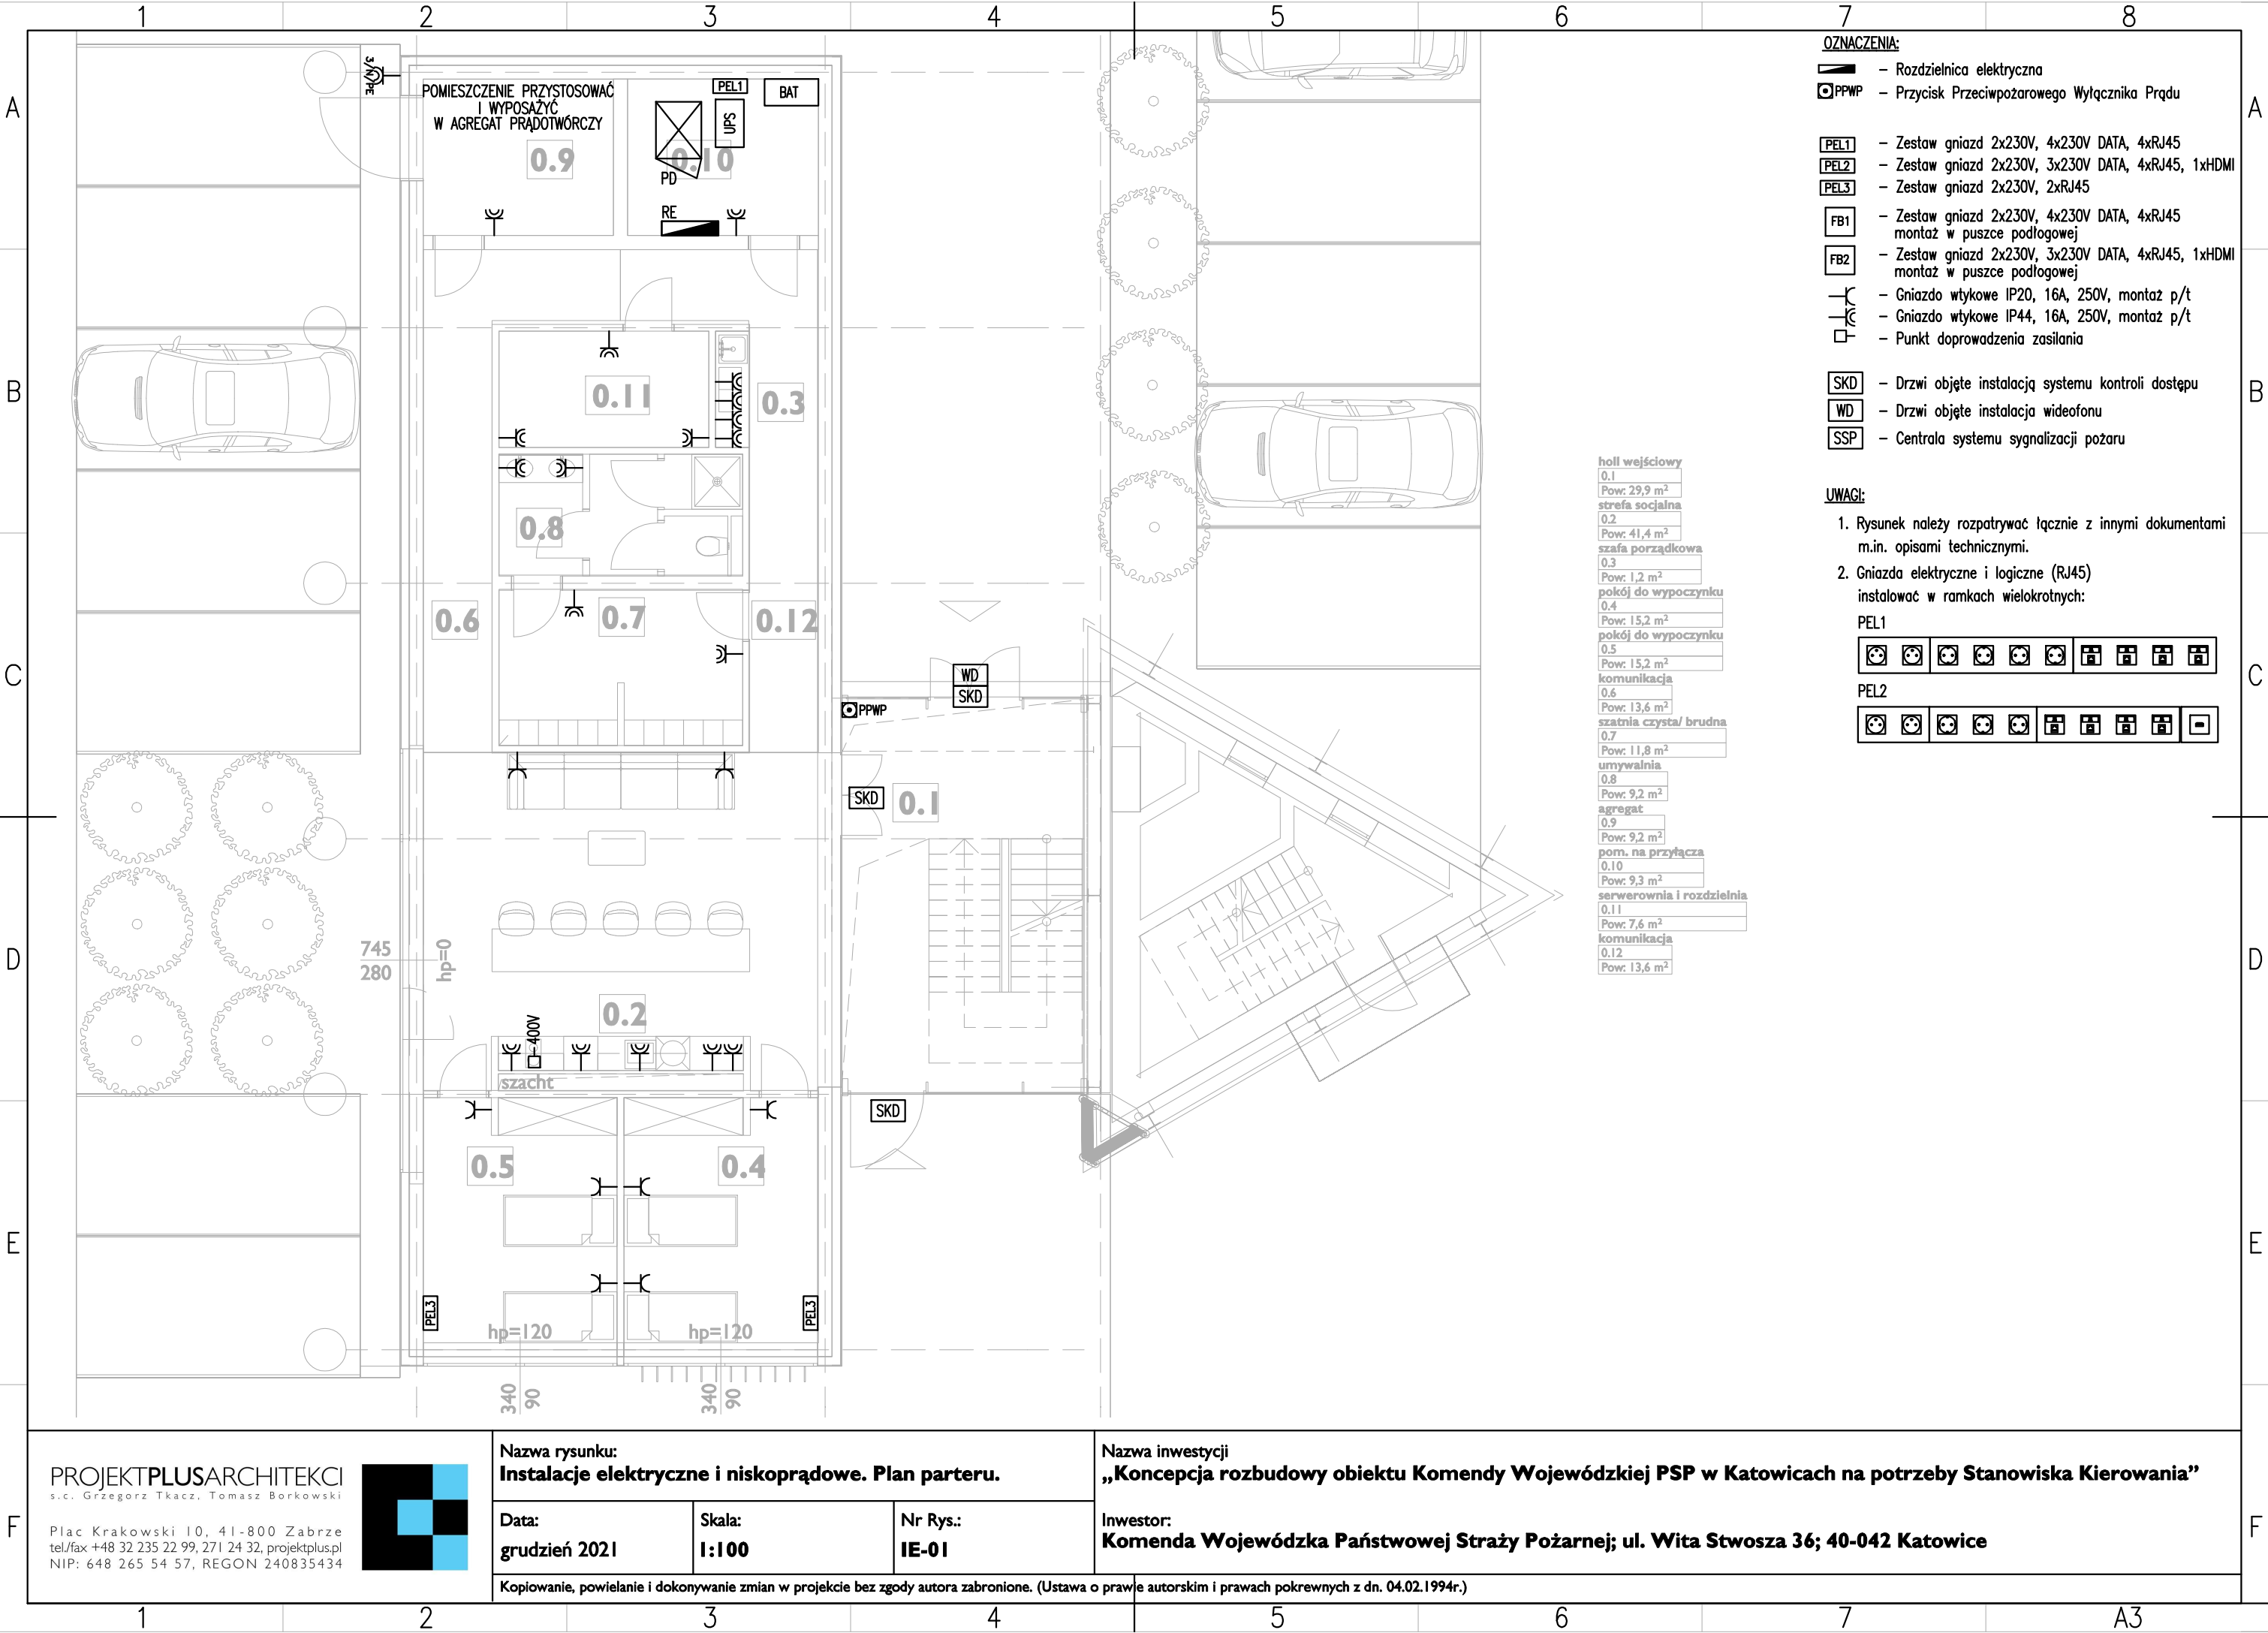 1 2 3 4 5 6 7 8
A A
B B
C C
D D
E E
F F
3/N/PE
POMIESZCZENIE PRZYSTOSOWAĆ
I WYPOSAŻYĆ
W AGREGAT PRĄDOTWÓRCZY
0.9
PEL1
BAT
UPS
0.10
PD
RE
0.11
0.3
0.8
0.6
0.7
0.12
WD
SKD
PPWP
SKD
0.1
745
280
hp=0
0.2
400V
szacht
SKD
0.5
0.4
PEL3
PEL3
hp=120
hp=120
340
90
340
90
holl wejściowy
0.1
Pow: 29,9 m²
strefa socjalna
0.2
Pow: 41,4 m²
szafa porządkowa
0.3
Pow: 1,2 m²
pokój do wypoczynku
0.4
Pow: 15,2 m²
pokój do wypoczynku
0.5
Pow: 15,2 m²
komunikacja
0.6
Pow: 13,6 m²
szatnia czysta/ brudna
0.7
Pow: 11,8 m²
umywalnia
0.8
Pow: 9,2 m²
agregat
0.9
Pow: 9,2 m²
pom. na przyłącza
0.10
Pow: 9,3 m²
serwerownia i rozdzielnia
0.11
Pow: 7,6 m²
komunikacja
0.12
Pow: 13,6 m²
OZNACZENIA:
– Rozdzielnica elektryczna
PPWP – Przycisk Przeciwpożarowego Wyłącznika Prądu
PEL1 – Zestaw gniazd 2x230V, 4x230V DATA, 4xRJ45
PEL2 – Zestaw gniazd 2x230V, 3x230V DATA, 4xRJ45, 1xHDMI
PEL3 – Zestaw gniazd 2x230V, 2xRJ45
FB1 – Zestaw gniazd 2x230V, 4x230V DATA, 4xRJ45
montaż w puszce podłogowej
FB2 – Zestaw gniazd 2x230V, 3x230V DATA, 4xRJ45, 1xHDMI
montaż w puszce podłogowej
– Gniazdo wtykowe IP20, 16A, 250V, montaż p/t
– Gniazdo wtykowe IP44, 16A, 250V, montaż p/t
– Punkt doprowadzenia zasilania
SKD – Drzwi objęte instalacją systemu kontroli dostępu
WD – Drzwi objęte instalacja wideofonu
SSP – Centrala systemu sygnalizacji pożaru
UWAGI:
1. Rysunek należy rozpatrywać łącznie z innymi dokumentami
m.in. opisami technicznymi.
2. Gniazda elektryczne i logiczne (RJ45)
instalować w ramkach wielokrotnych:
PEL1
PEL2
PROJEKTPLUSARCHITEKCI
s.c. Grzegorz Tkacz, Tomasz Borkowski
Plac Krakowski 10, 41-800 Zabrze
tel./fax +48 32 235 22 99, 271 24 32, projektplus.pl
NIP: 648 265 54 57, REGON 240835434
Nazwa rysunku:
Instalacje elektryczne i niskoprądowe. Plan parteru.
Data:
grudzień 2021
Skala:
1:100
Nr Rys.:
IE-01
Nazwa inwestycji
„Koncepcja rozbudowy obiektu Komendy Wojewódzkiej PSP w Katowicach na potrzeby Stanowiska Kierowania”
Inwestor:
Komenda Wojewódzka Państwowej Straży Pożarnej; ul. Wita Stwosza 36; 40-042 Katowice
Kopiowanie, powielanie i dokonywanie zmian w projekcie bez zgody autora zabronione. (Ustawa o prawie autorskim i prawach pokrewnych z dn. 04.02.1994r.)
1 2 3 4 5 6 7 A3